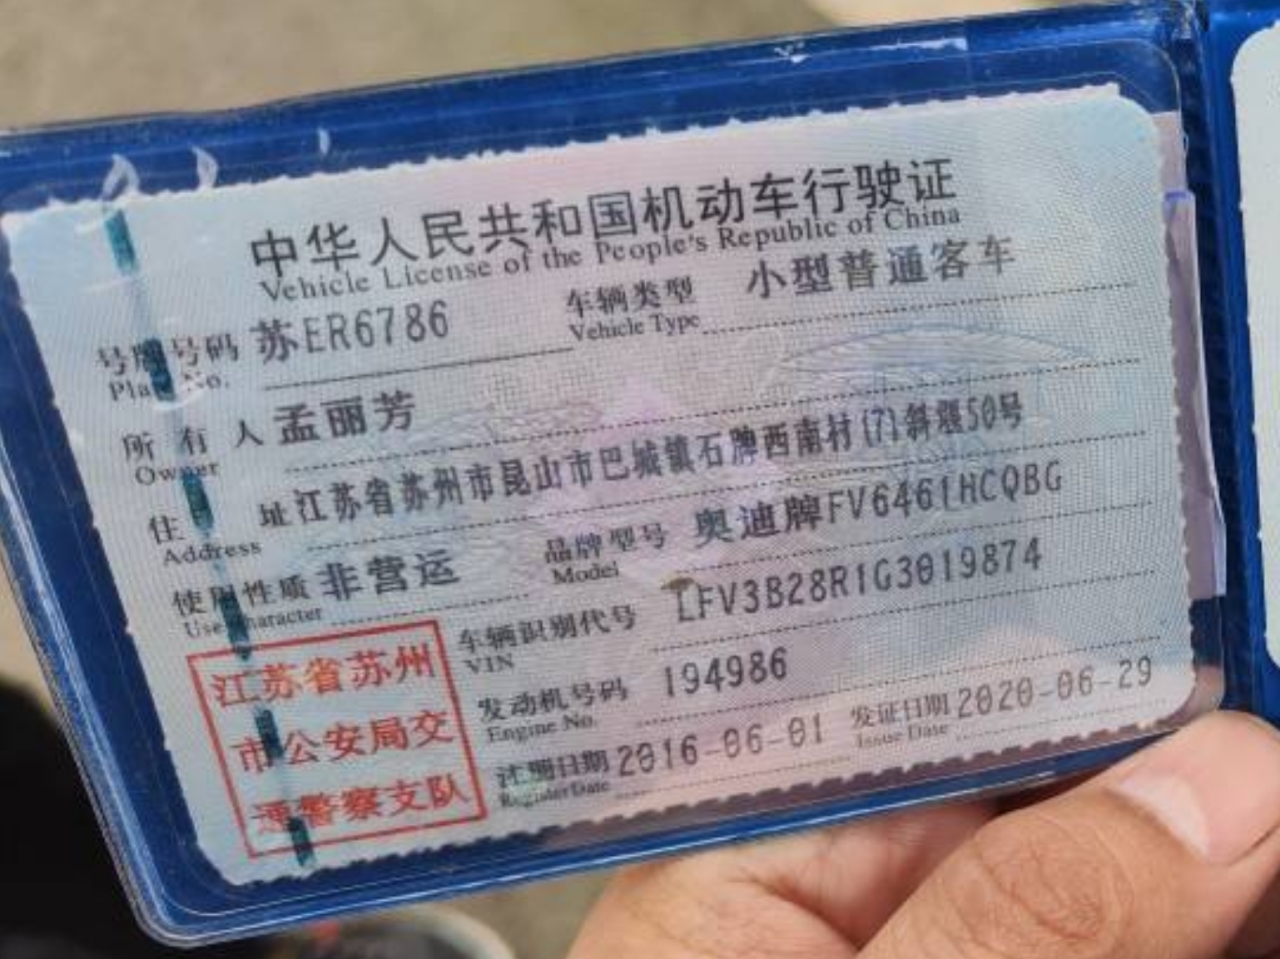 中华人民共和国机动车行驶证
Vehicle License of the People's Republic of China
号牌号码 苏ER6786 车辆类型 小型普通客车
Plate No. Vehicle Type
所有人 孟丽芳
Owner
住址 江苏省苏州市昆山市巴城镇石牌西南村(7)斜堰50号
Address
使用性质 非营运 品牌型号 奥迪牌FV6461HCQBG
Use Character Model
车辆识别代号 LFV3B28R1G3019874
VIN
发动机号码 194986
Engine No.
注册日期 2016-06-01 发证日期 2020-06-29
Register Date Issue Date
江苏省苏州
市公安局交
通警察支队